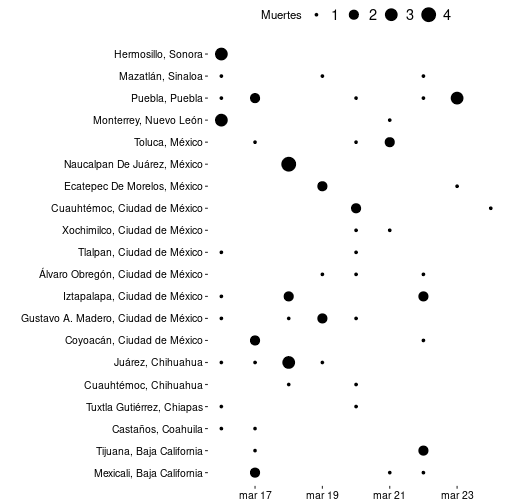 Muertes 1 2 3 4
Hermosillo, Sonora
Mazatlán, Sinaloa
Puebla, Puebla
Monterrey, Nuevo León
Toluca, México
Naucalpan De Juárez, México
Ecatepec De Morelos, México
Cuauhtémoc, Ciudad de México
Xochimilco, Ciudad de México
Tlalpan, Ciudad de México
Álvaro Obregón, Ciudad de México
Iztapalapa, Ciudad de México
Gustavo A. Madero, Ciudad de México
Coyoacán, Ciudad de México
Juárez, Chihuahua
Cuauhtémoc, Chihuahua
Tuxtla Gutiérrez, Chiapas
Castaños, Coahuila
Tijuana, Baja California
Mexicali, Baja California
mar 17 mar 19 mar 21 mar 23